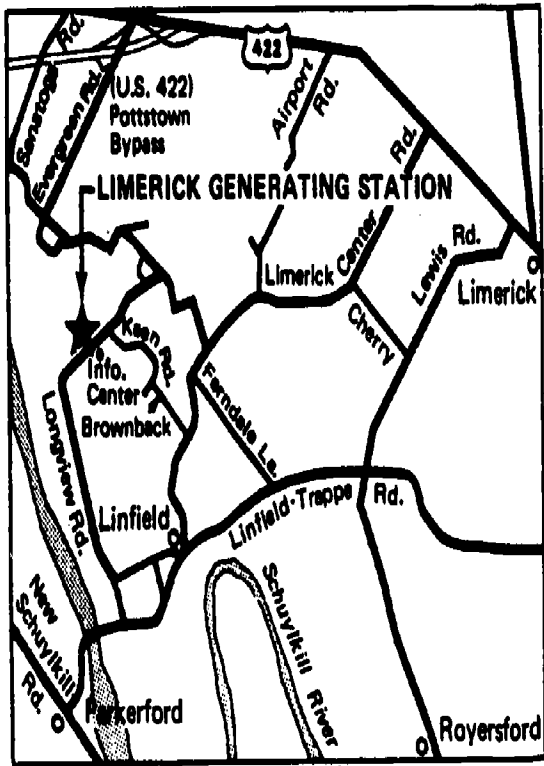 422
Sanatoga Rd.
Evergreen Rd.
(U.S. 422)
Pottstown
Bypass
Airport Rd.
LIMERICK GENERATING STATION
Limerick Center Rd.
Lewis Rd.
Limerick
Cherry
Keen Rd.
Info.
Center
Brownback
Ferndale La.
Longview Rd.
Linfield
Linfield-Trappe Rd.
New
Schuylkill
Rd.
Schuylkill River
Parkerford
Royersford